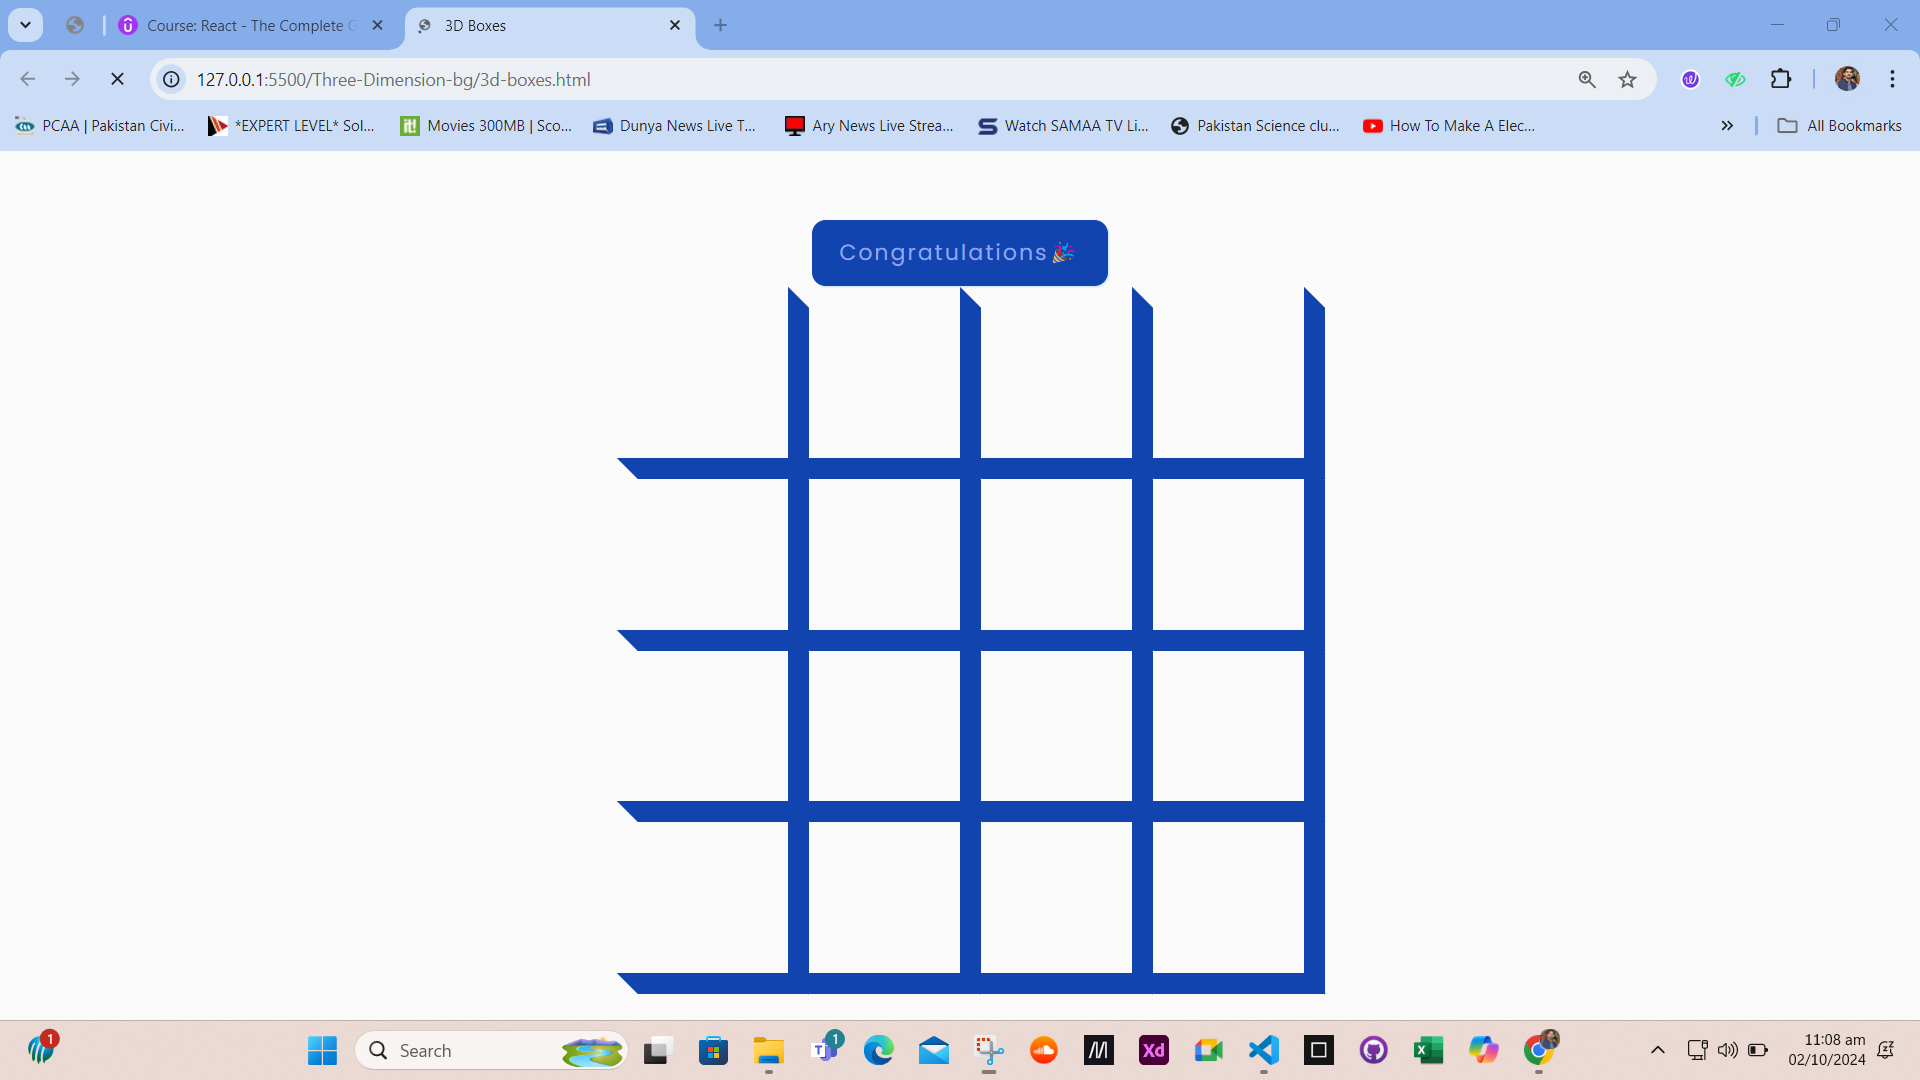 Course: React - The Complete G
3D Boxes
127.0.0.1:5500/Three-Dimension-bg/3d-boxes.html
PCAA | Pakistan Civi...
*EXPERT LEVEL* Sol...
Movies 300MB | Sco...
Dunya News Live T...
Ary News Live Strea...
Watch SAMAA TV Li...
Pakistan Science clu...
How To Make A Elec...
All Bookmarks
Congratulations🎉
1
Search
1
11:08 am
02/10/2024